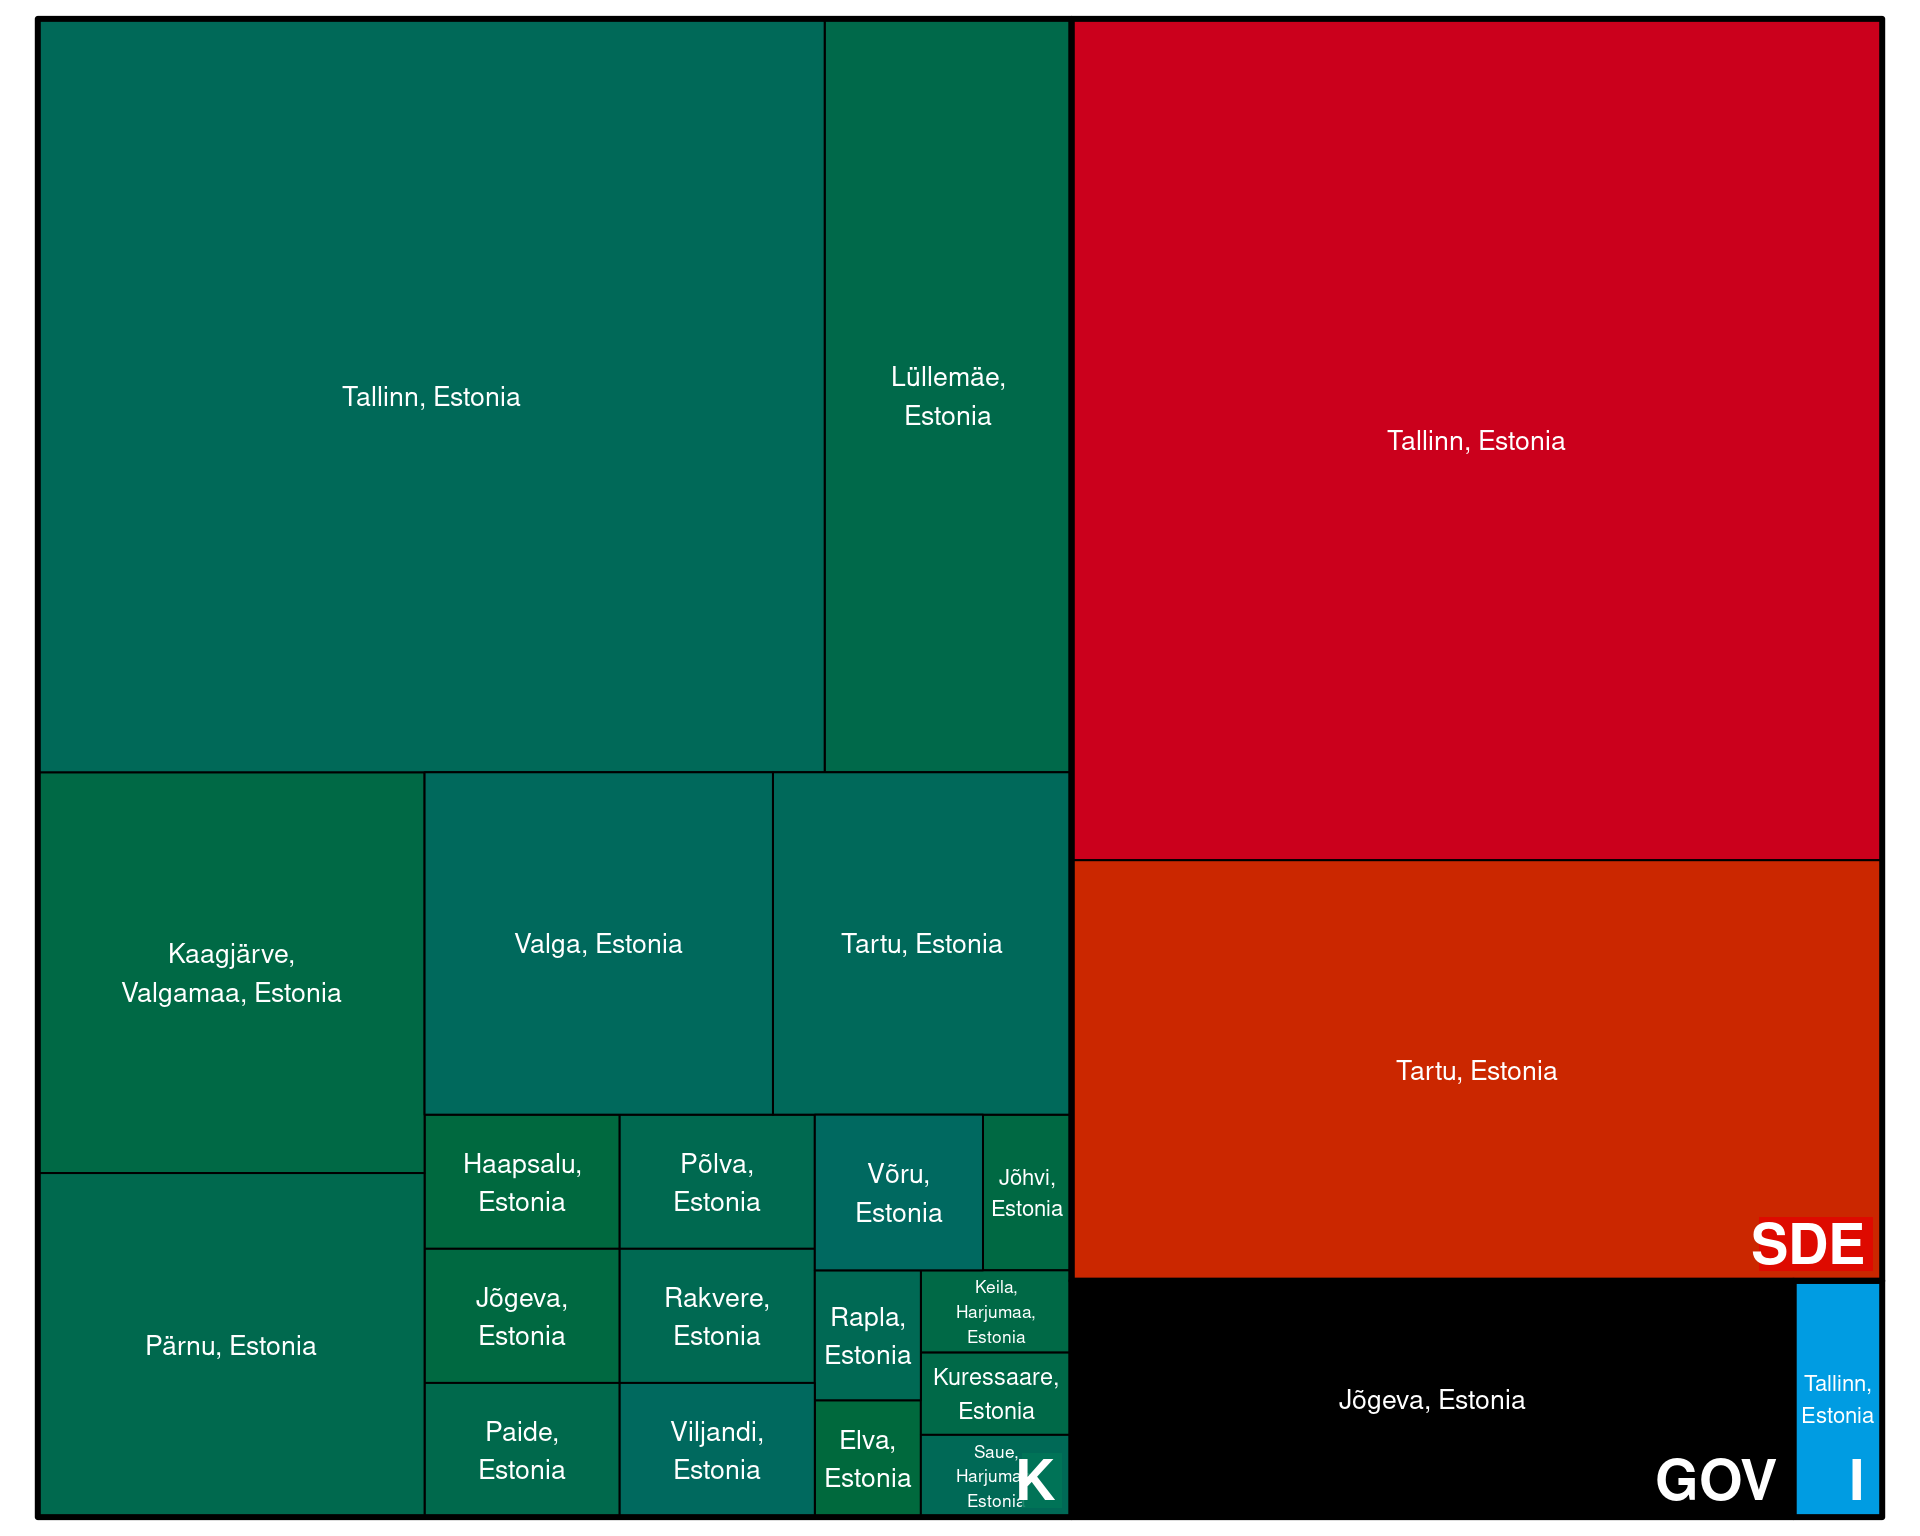 Tallinn, Estonia
Lüllemäe,
Estonia
Tallinn, Estonia
Kaagjärve,
Valgamaa, Estonia
Valga, Estonia
Tartu, Estonia
Tartu, Estonia
SDE
Pärnu, Estonia
Haapsalu,
Estonia
Põlva,
Estonia
Võru,
Estonia
Jõhvi,
Estonia
Jõgeva,
Estonia
Rakvere,
Estonia
Rapla,
Estonia
Keila,
Harjumaa,
Estonia
Kuressaare,
Estonia
Paide,
Estonia
Viljandi,
Estonia
Elva,
Estonia
Saue,
Harjumaa,
Estonia
K
Jõgeva, Estonia
GOV
Tallinn,
Estonia
I